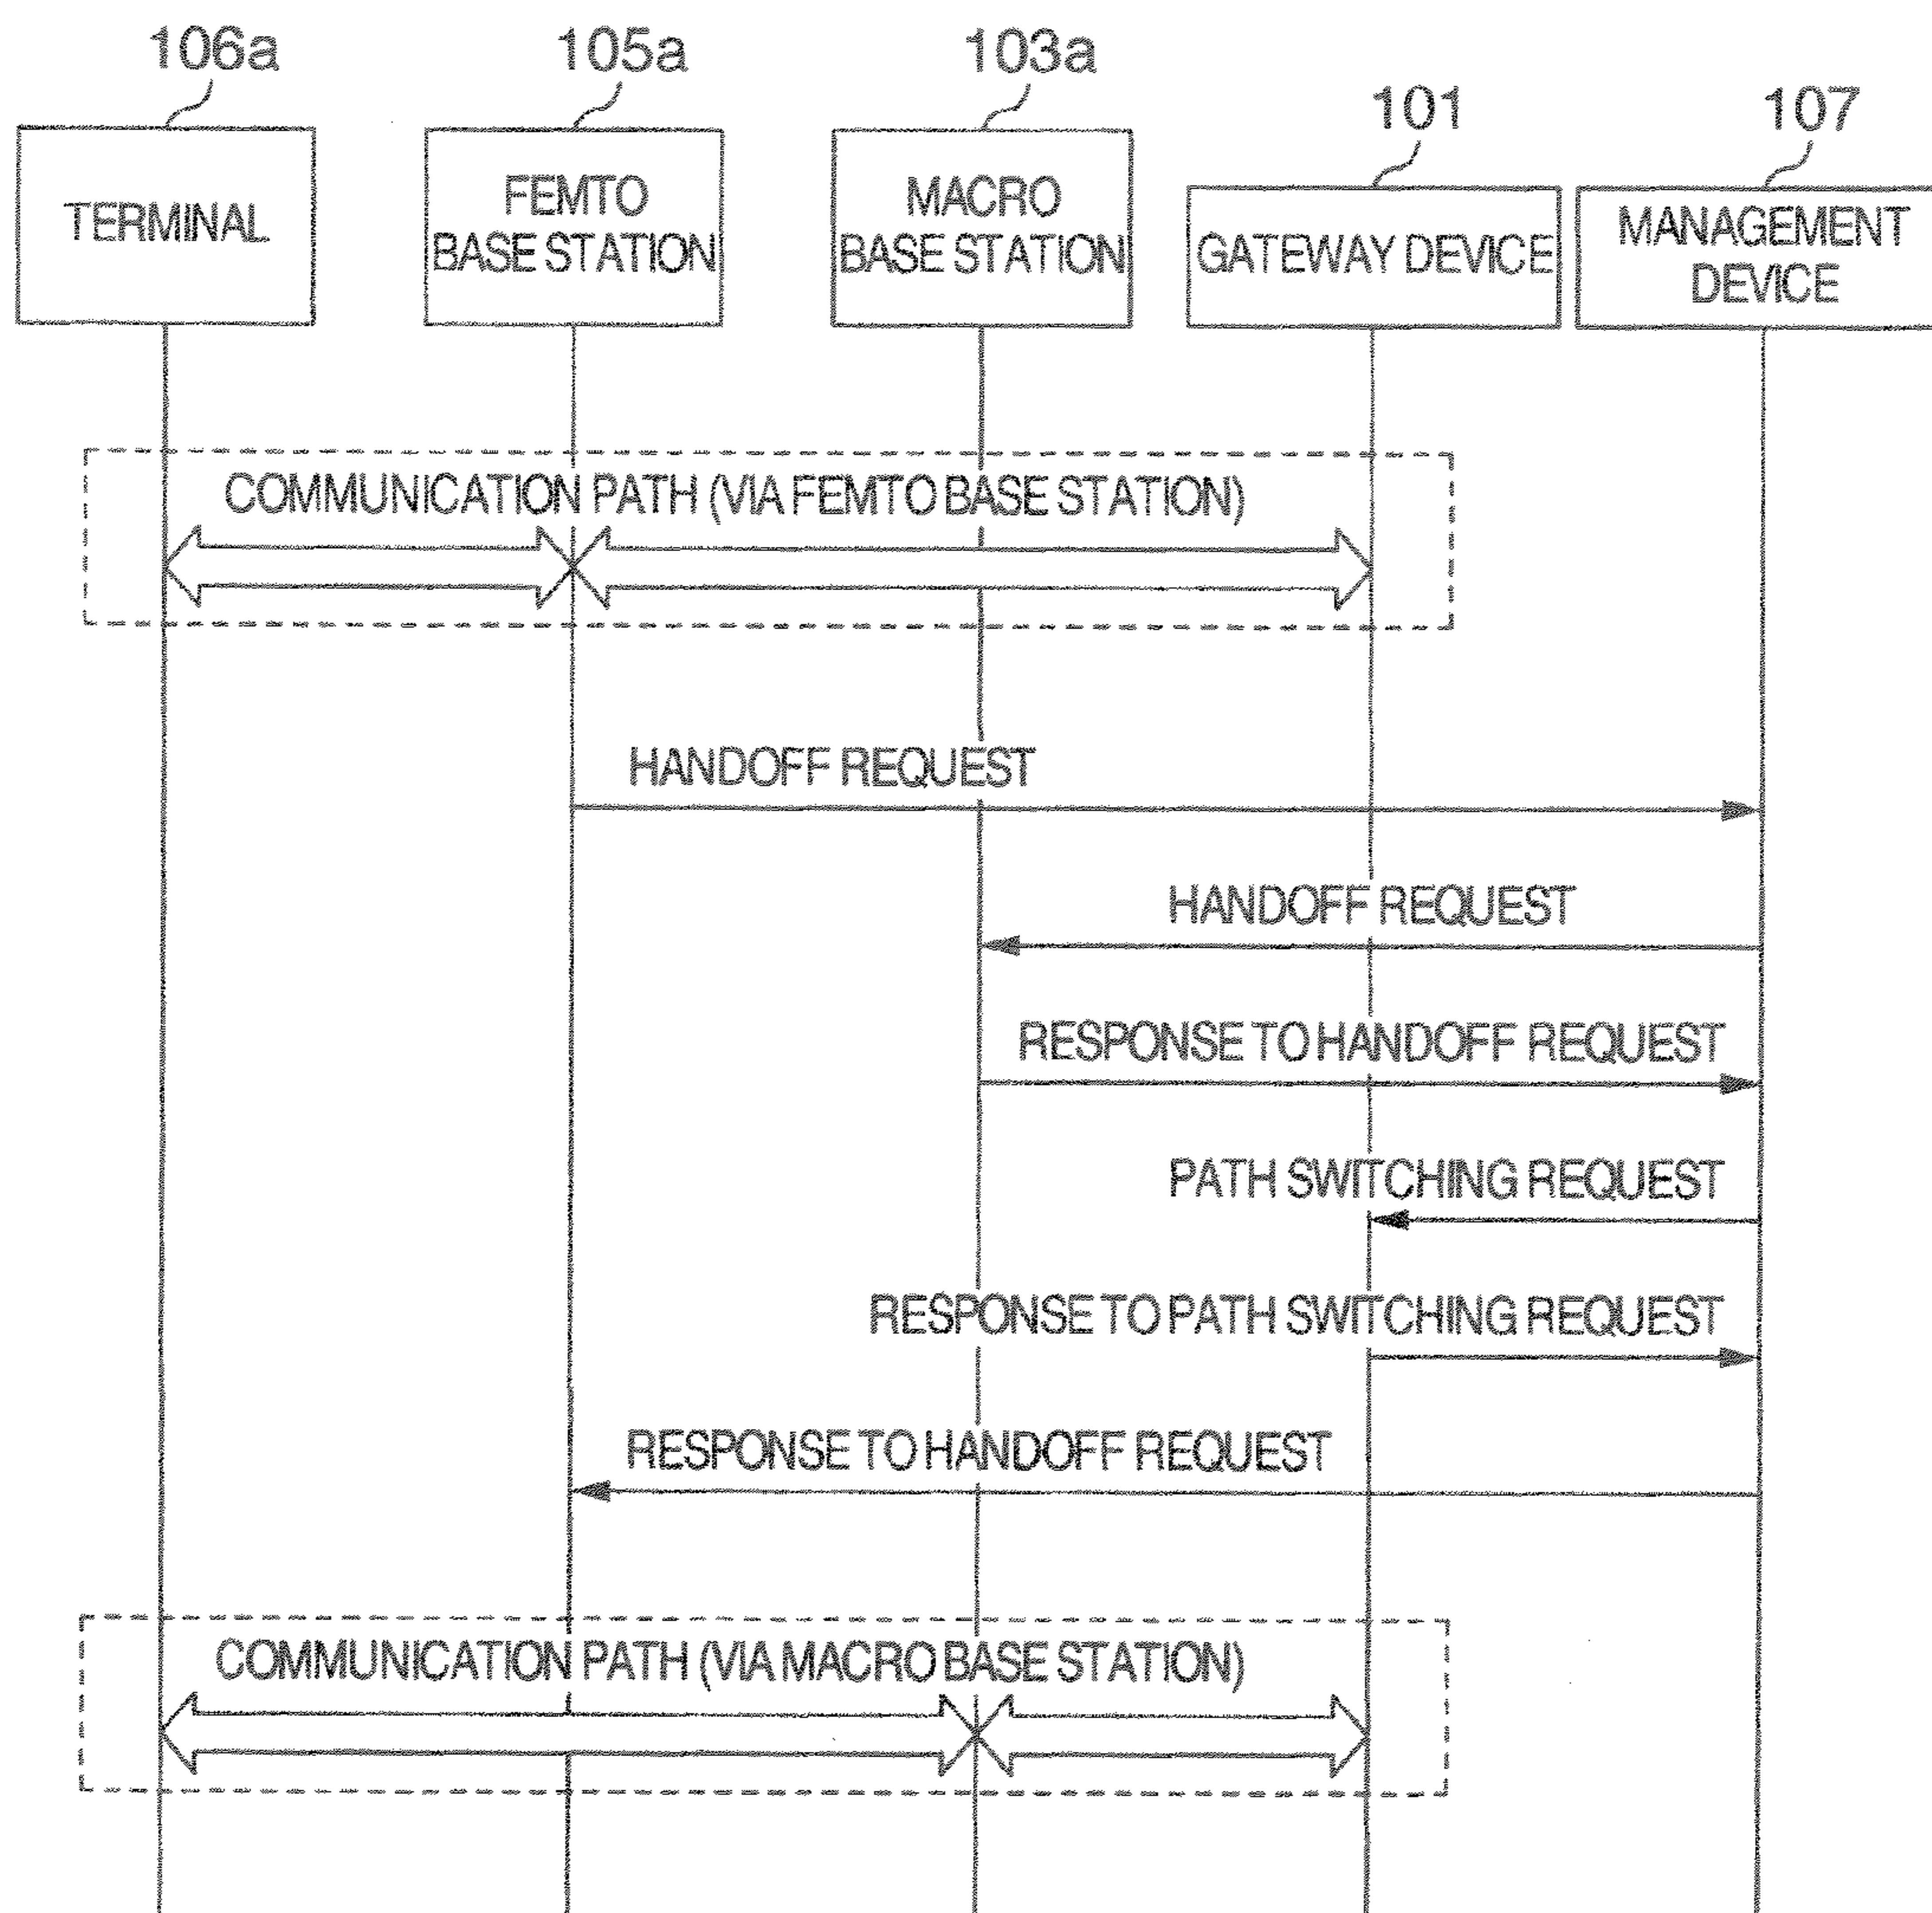 106a
105a
103a
101
107
TERMINAL
FEMTO
BASE STATION
MACRO
BASE STATION
GATEWAY DEVICE
MANAGEMENT
DEVICE
COMMUNICATION PATH (VIA FEMTO BASE STATION)
HANDOFF REQUEST
HANDOFF REQUEST
RESPONSE TO HANDOFF REQUEST
PATH SWITCHING REQUEST
RESPONSE TO PATH SWITCHING REQUEST
RESPONSE TO HANDOFF REQUEST
COMMUNICATION PATH (VIA MACRO BASE STATION)